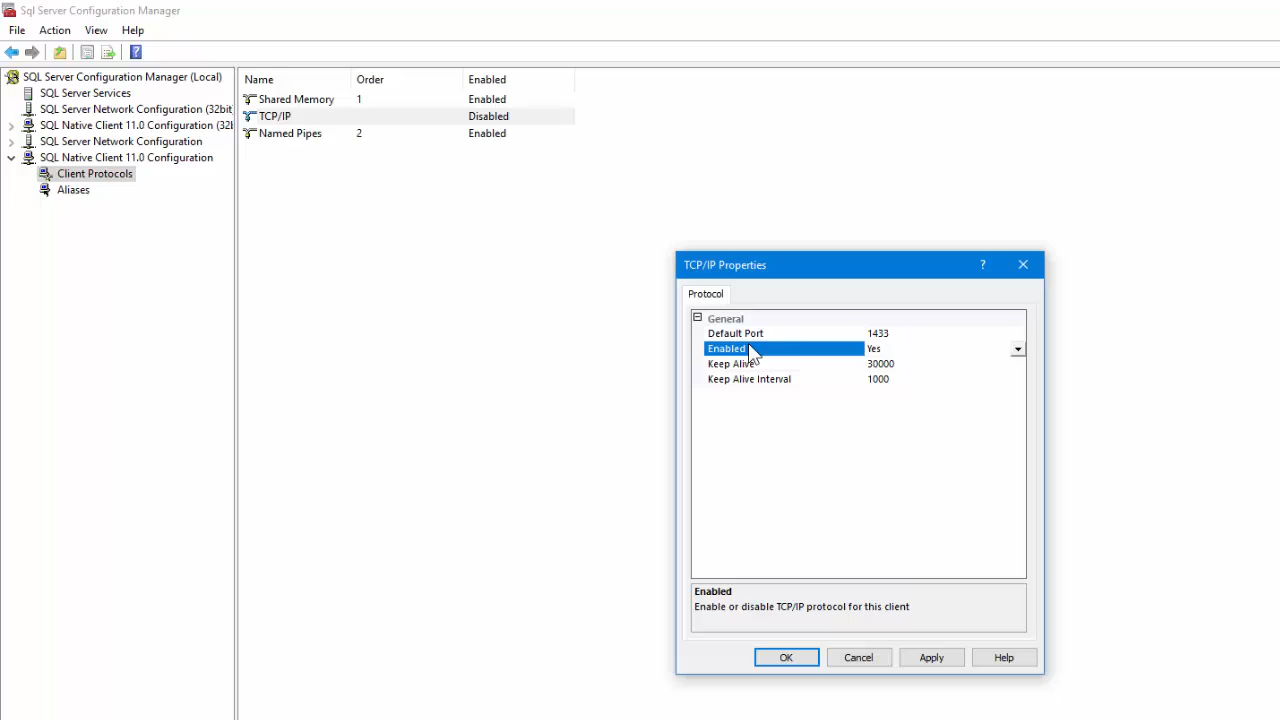 Sql Server Configuration Manager
File Action View Help
SQL Server Configuration Manager (Local)
SQL Server Services
SQL Server Network Configuration (32bit
SQL Native Client 11.0 Configuration (32b
SQL Server Network Configuration
SQL Native Client 11.0 Configuration
Client Protocols
Aliases
Name Order Enabled
Shared Memory 1 Enabled
TCP/IP Disabled
Named Pipes 2 Enabled
TCP/IP Properties
Protocol
General
Default Port 1433
Enabled Yes
Keep Alive 30000
Keep Alive Interval 1000
Enabled
Enable or disable TCP/IP protocol for this client
OK Cancel Apply Help